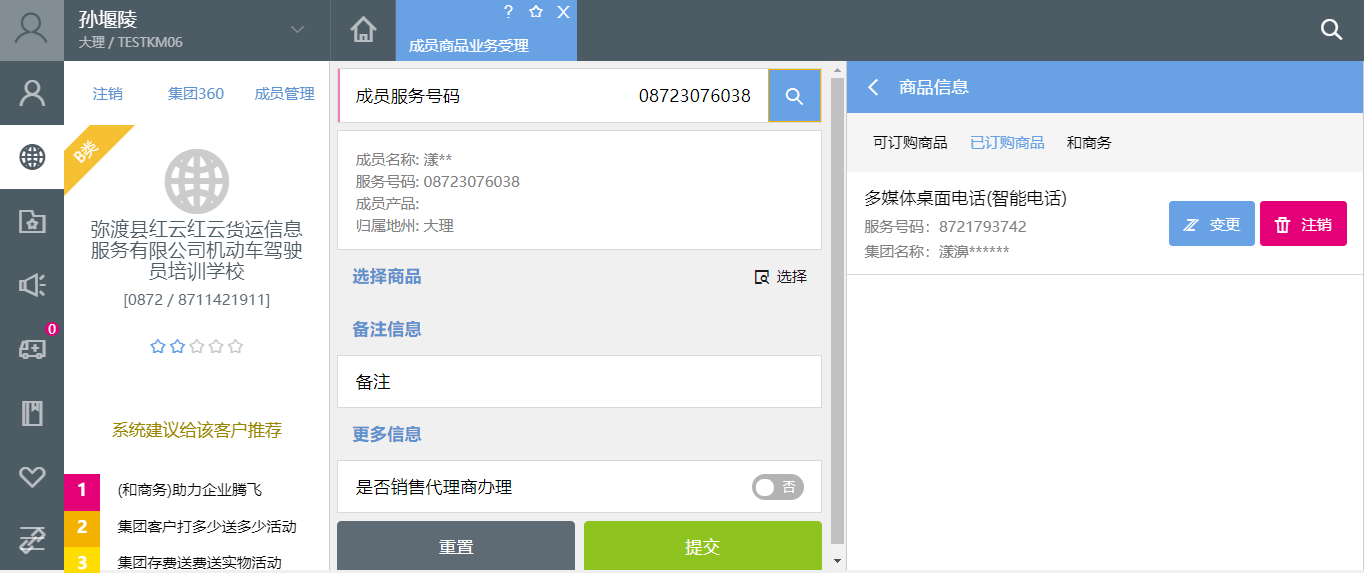 孙堰陵
大理 / TESTKM06
? X
成员商品业务受理
注销 集团360 成员管理
B类
弥渡县红云红云货运信息
服务有限公司机动车驾驶
员培训学校
[0872 / 8711421911]
0
系统建议给该客户推荐
1 (和商务)助力企业腾飞
2 集团客户打多少送多少活动
3 集团存费送费送实物活动
成员服务号码 08723076038
成员名称: 漾**
服务号码: 08723076038
成员产品:
归属地州: 大理
选择商品 选择
备注信息
备注
更多信息
是否销售代理商办理 否
重置 提交
商品信息
可订购商品 已订购商品 和商务
多媒体桌面电话(智能电话)
服务号码: 8721793742
集团名称: 漾濞******
变更 注销